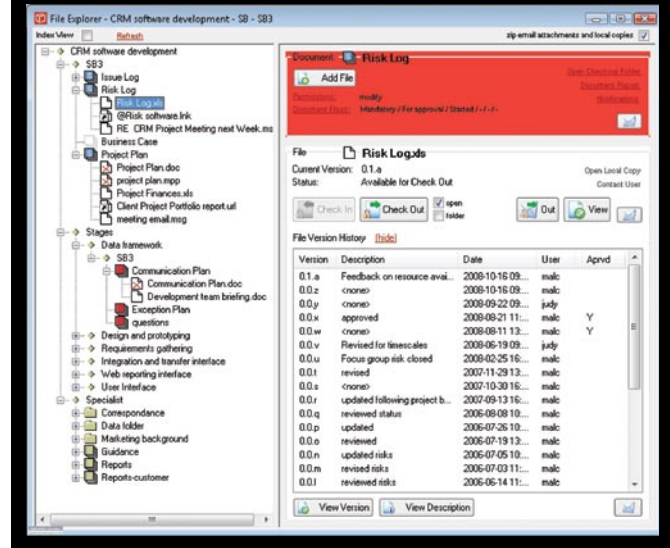 File Explorer - CRM software development - SB - SB3
Index View Refresh zip email attachments and local copies
CRM software development
SB3
Issue Log
Risk Log
Risk Log.xls
@Risk software.lnk
RE CRM Project Meeting next Week.ms
Business Case
Project Plan
Project Plan.doc
project plan.mpp
Project Finances.xls
Client Project Portfolio report.url
meeting email.msg
Stages
Data framework
SB3
Communication Plan
Communication Plan.doc
Development team briefing.doc
Exception Plan
questions
Design and prototyping
Requirements gathering
Integration and transfer interface
Web reporting interface
User Interface
Specialist
Correspondance
Data folder
Marketing background
Guidance
Reports
Reports-customer
Document Risk Log
Add File
Open Checkout Folder
Document Report
Permissions: modify
Notifications
Document Flags: Mandatory / For approval / Started / - / - / -
File Risk Log.xls
Current Version: 0.1.a
Open Local Copy
Status: Available for Check Out
Contact User
Check In Check Out open folder Out View
File Version History [hide]
Version Description Date User Aprvd
0.1.a Feedback on resource avai... 2008-10-16 09:... malc
0.0.z <none> 2008-10-16 09:... malc
0.0.y <none> 2008-09-22 09:... judy
0.0.x approved 2008-08-21 11:... malc Y
0.0.w <none> 2008-08-11 13:... malc Y
0.0.v Revised for timescales 2008-06-19 09:... judy
0.0.u Focus group risk closed 2008-02-25 16:... malc
0.0.t revised 2007-11-29 13:... malc
0.0.s <none> 2007-10-30 16:... malc
0.0.r updated following project b... 2007-09-13 16:... malc
0.0.q reviewed status 2006-08-08 10:... malc
0.0.p updated 2006-07-26 10:... malc
0.0.o reviewed 2006-07-19 13:... malc
0.0.n updated risks 2006-07-05 10:... malc
0.0.m revised risks 2006-07-03 11:... malc
0.0.l reviewed risks 2006-06-14 11:... malc
View Version View Description